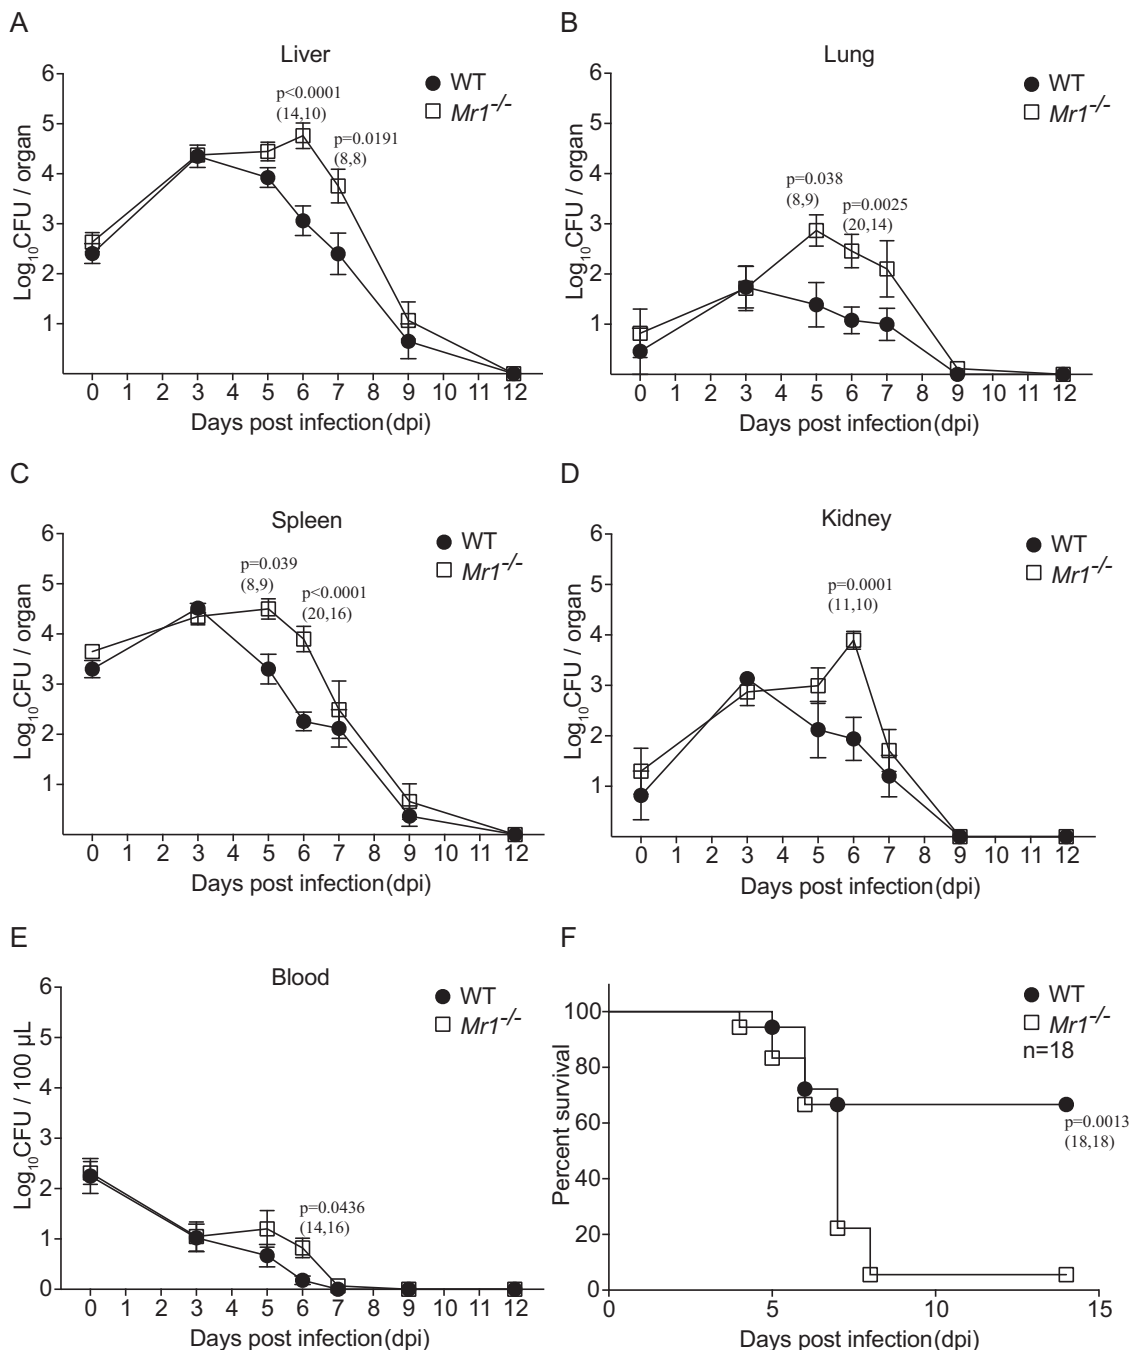 A
Liver
WT
Mr1-/-
p<0.0001
(14,10)
p=0.0191
(8,8)
Log10CFU / organ
6
5
4
3
2
1
0 1 2 3 4 5 6 7 8 9 10 11 12
Days post infection(dpi)
B
Lung
WT
Mr1-/-
p=0.038
(8,9)
p=0.0025
(20,14)
Log10CFU / organ
6
5
4
3
2
1
0 1 2 3 4 5 6 7 8 9 10 11 12
Days post infection(dpi)
C
Spleen
WT
Mr1-/-
p=0.039
(8,9)
p<0.0001
(20,16)
Log10CFU / organ
6
5
4
3
2
1
0 1 2 3 4 5 6 7 8 9 10 11 12
Days post infection(dpi)
D
Kidney
WT
Mr1-/-
p=0.0001
(11,10)
Log10CFU / organ
6
5
4
3
2
1
0 1 2 3 4 5 6 7 8 9 10 11 12
Days post infection(dpi)
E
Blood
WT
Mr1-/-
p=0.0436
(14,16)
Log10CFU / 100 µL
6
5
4
3
2
1
0
0 1 2 3 4 5 6 7 8 9 10 11 12
Days post infection(dpi)
F
WT
Mr1-/-
n=18
p=0.0013
(18,18)
Percent survival
100
80
60
40
20
0
0 5 10 15
Days post infection(dpi)